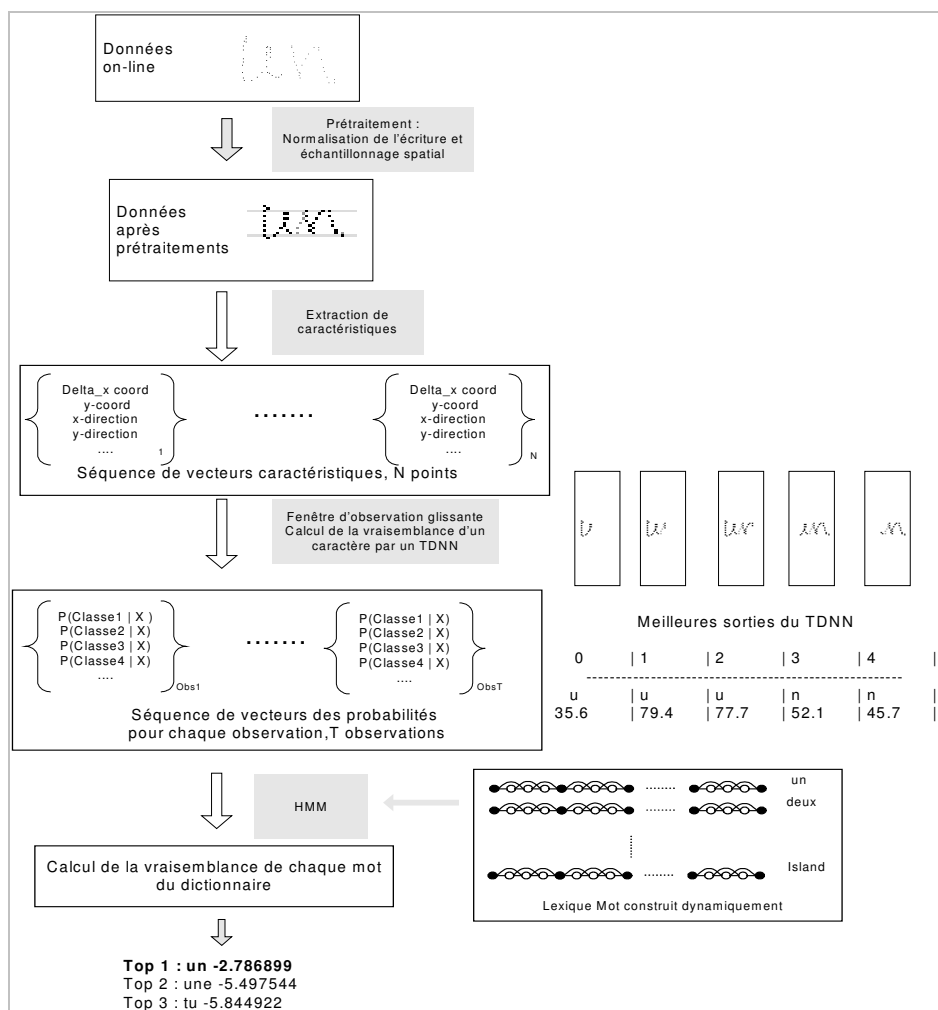 Données
on-line
un
Prétraitement :
Normalisation de l'écriture et
échantillonnage spatial
Données
après
prétraitements
un
Extraction de
caractéristiques
Delta_x coord
y-coord
x-direction
y-direction
....
1
.......
Delta_x coord
y-coord
x-direction
y-direction
....
N
Séquence de vecteurs caractéristiques, N points
Fenêtre d'observation glissante
Calcul de la vraisemblance d'un
caractère par un TDNN
P(Classe1 | X )
P(Classe2 | X)
P(Classe3 | X)
P(Classe4 | X)
....
Obs1
.......
P(Classe1 | X)
P(Classe2 | X)
P(Classe3 | X)
P(Classe4 | X)
....
ObsT
Séquence de vecteurs des probabilités
pour chaque observation,T observations
Meilleures sorties du TDNN
0 | 1 | 2 | 3 | 4 |
u | u | u | n | n |
35.6 | 79.4 | 77.7 | 52.1 | 45.7 |
HMM
un
deux
Island
Lexique Mot construit dynamiquement
Calcul de la vraisemblance de chaque mot
du dictionnaire
Top 1 : un -2.786899
Top 2 : une -5.497544
Top 3 : tu -5.844922